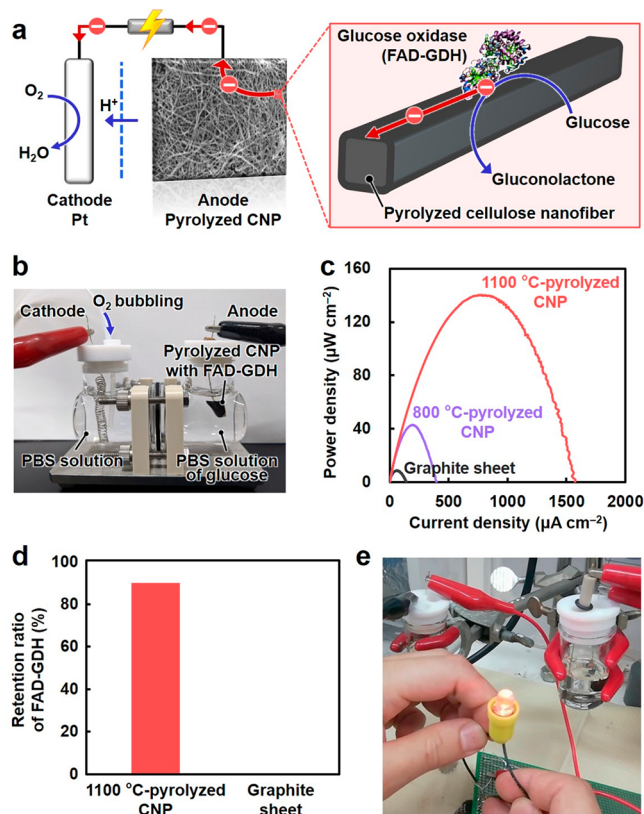 a
O2
H2O
H+
Cathode
Pt
Anode
Pyrolyzed CNP
Glucose oxidase
(FAD-GDH)
Glucose
Gluconolactone
Pyrolyzed cellulose nanofiber
b
O2 bubbling
Cathode
Anode
Pyrolyzed CNP
with FAD-GDH
PBS solution
PBS solution
of glucose
c
Power density (µW cm−2)
160
120
80
40
0
1100 °C-pyrolyzed
CNP
800 °C-pyrolyzed
CNP
Graphite sheet
0 500 1000 1500 2000
Current density (µA cm−2)
d
Retention ratio
of FAD-GDH (%)
100
80
60
40
20
0
1100 °C-pyrolyzed
CNP
Graphite
sheet
e